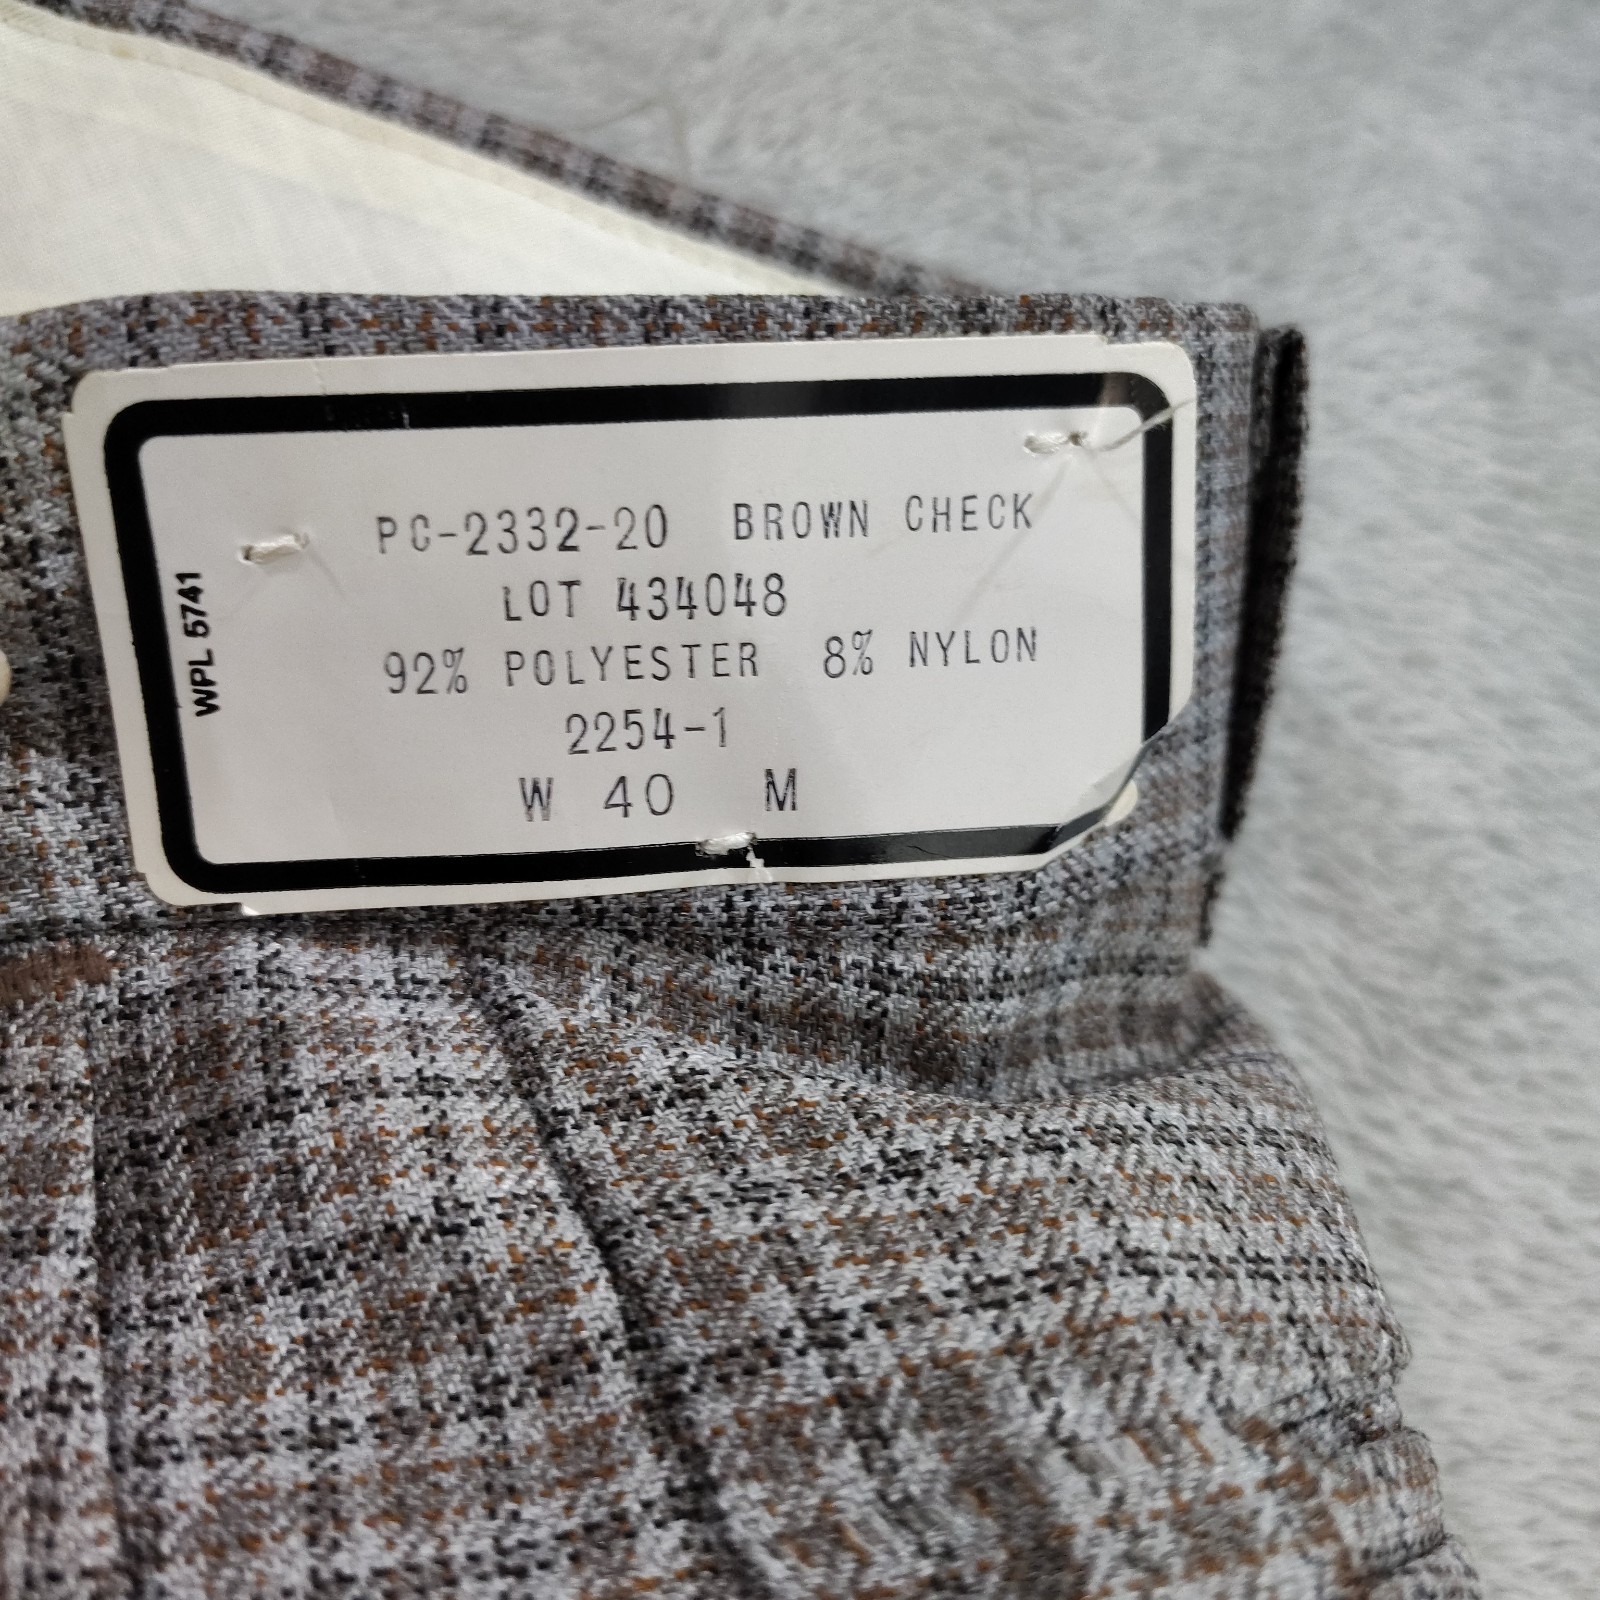 PC-2332-20 BROWN CHECK
LOT 434048
92% POLYESTER 8% NYLON
2254-1
W 40 M
WPL 5741